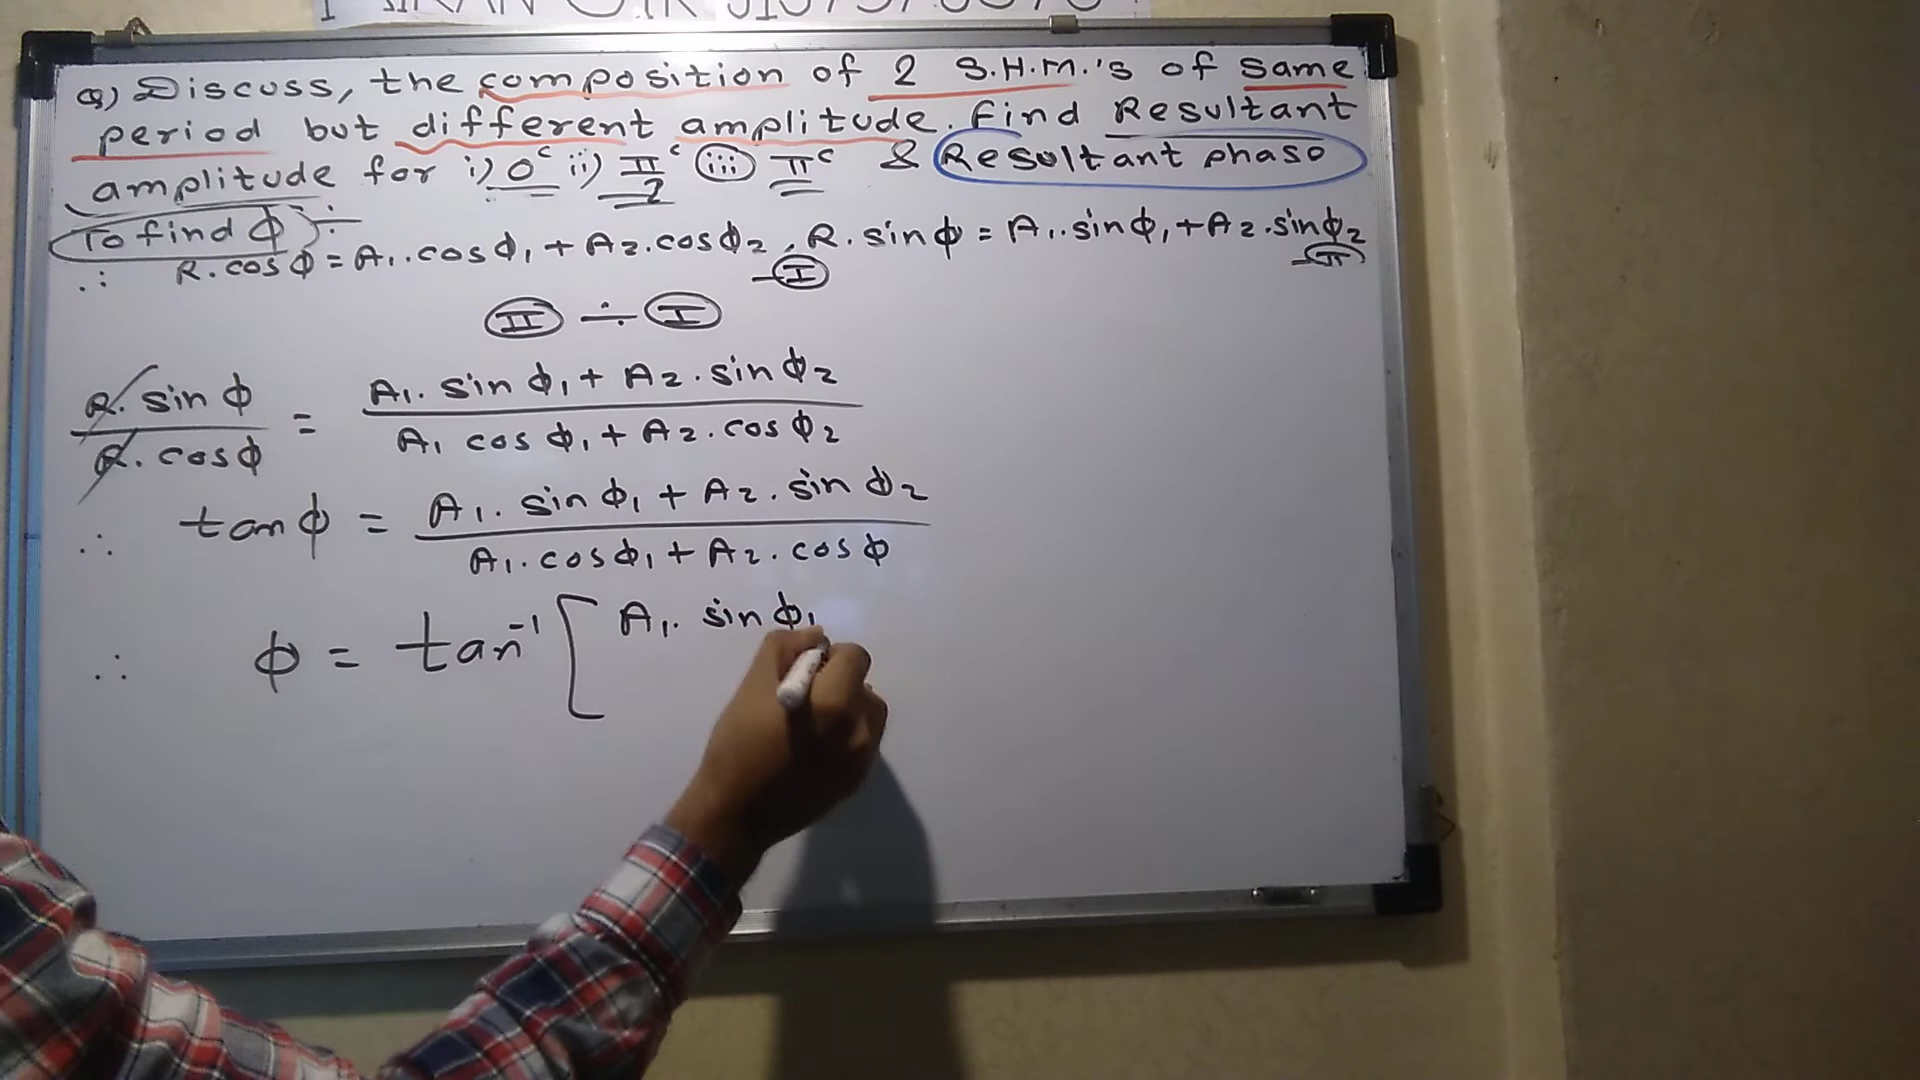 Q) Discuss, the composition of 2 S.H.M.'s of same
period but different amplitude. Find Resultant
amplitude for i) 0ᶜ ii) π/2ᶜ iii) πᶜ & Resultant phase
To find ϕ :-
∴ R.cosϕ = A₁.cosϕ₁ + A₂.cosϕ₂ -(I), R.sinϕ = A₁.sinϕ₁ + A₂.sinϕ₂ -(II)
(II) ÷ (I)
R.sinϕ / R.cosϕ = A₁.sinϕ₁ + A₂.sinϕ₂ / A₁cosϕ₁ + A₂.cosϕ₂
∴ tanϕ = A₁.sinϕ₁ + A₂.sinϕ₂ / A₁.cosϕ₁ + A₂.cosϕ
∴ ϕ = tan⁻¹ [ A₁.sinϕ₁